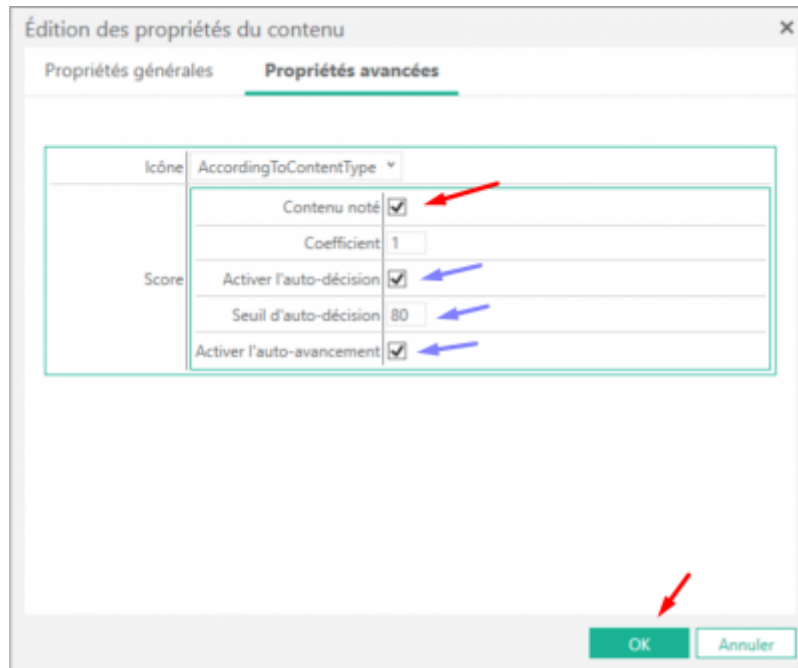 Édition des propriétés du contenu
Propriétés générales Propriétés avancées
Icône AccordingToContentType
Contenu noté
Coefficient 1
Score Activer l'auto-décision
Seuil d'auto-décision 80
Activer l'auto-avancement
OK Annuler